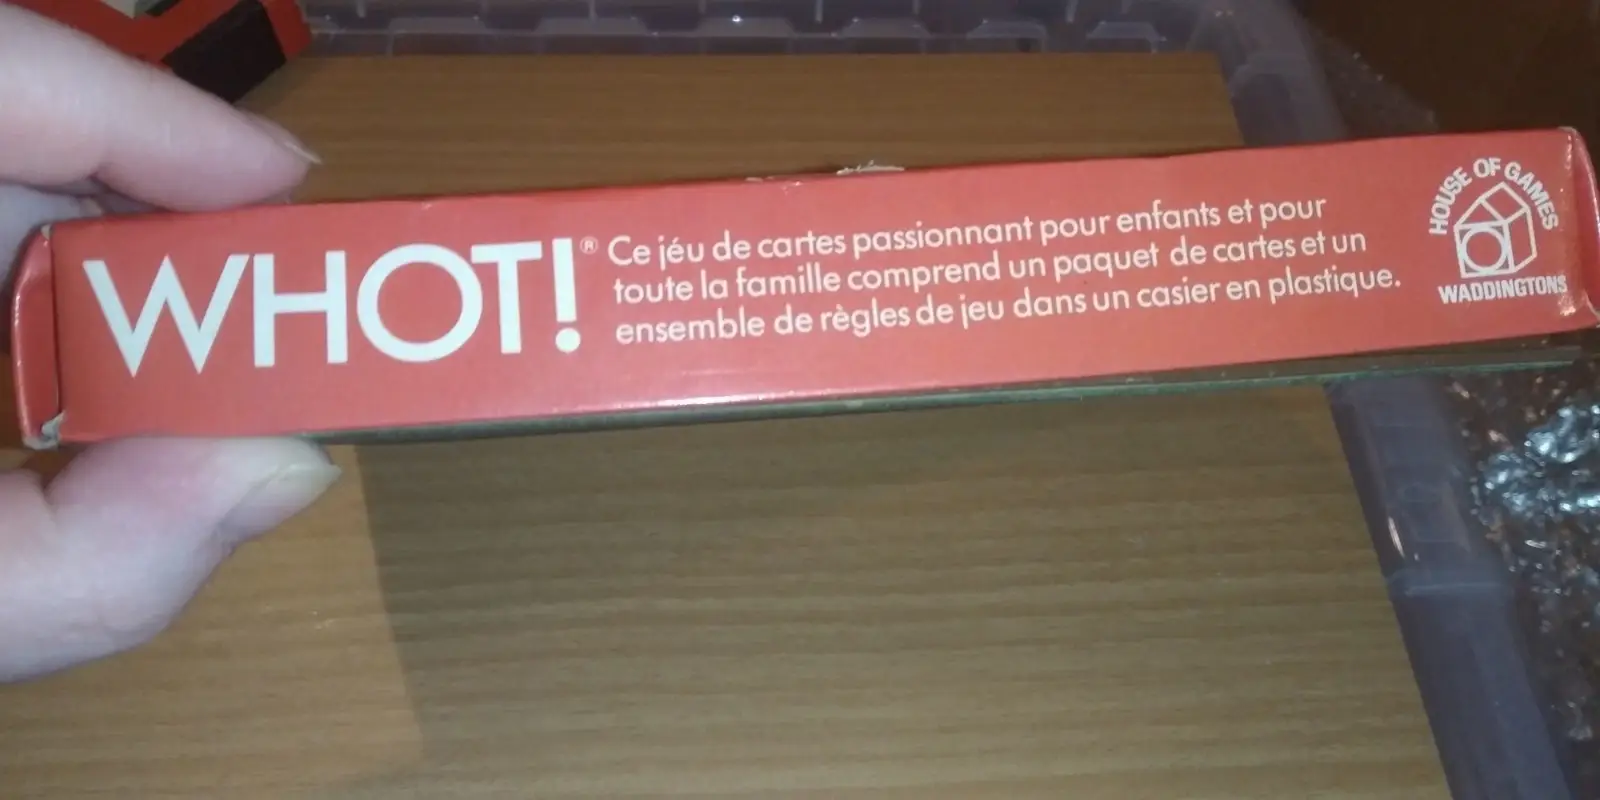 WHOT!®
Ce jéu de cartes passionnant pour enfants et pour
toute la famille comprend un paquet de cartes et un
ensemble de règles de jeu dans un casier en plastique.
HOUSE OF GAMES
WADDINGTONS